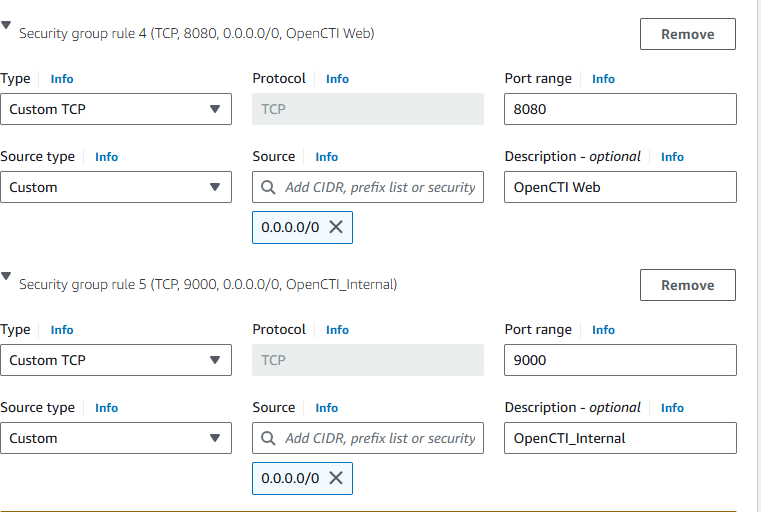 Security group rule 4 (TCP, 8080, 0.0.0.0/0, OpenCTI Web)
Remove
Type Info
Protocol Info
Port range Info
Custom TCP
TCP
8080
Source type Info
Source Info
Description - optional Info
Custom
Add CIDR, prefix list or security
OpenCTI Web
0.0.0.0/0
Security group rule 5 (TCP, 9000, 0.0.0.0/0, OpenCTI_Internal)
Remove
Type Info
Protocol Info
Port range Info
Custom TCP
TCP
9000
Source type Info
Source Info
Description - optional Info
Custom
Add CIDR, prefix list or security
OpenCTI_Internal
0.0.0.0/0